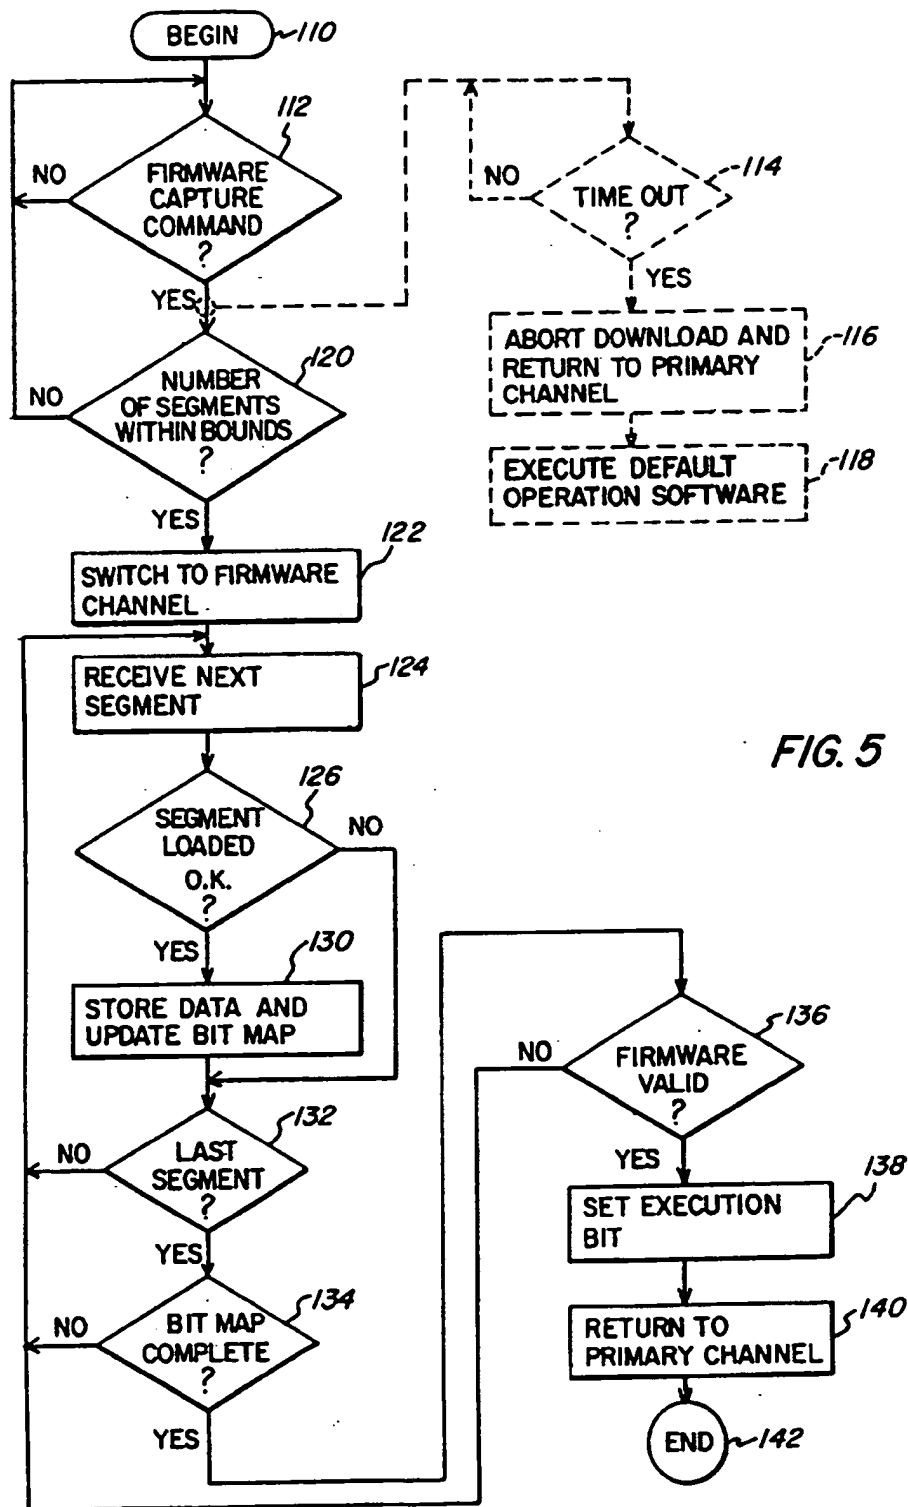 BEGIN
110
112
FIRMWARE
CAPTURE
COMMAND
?
NO
YES
TIME OUT
?
114
NO
YES
ABORT DOWNLOAD AND
RETURN TO PRIMARY
CHANNEL
116
EXECUTE DEFAULT
OPERATION SOFTWARE
118
120
NUMBER
OF SEGMENTS
WITHIN BOUNDS
?
NO
YES
122
SWITCH TO FIRMWARE
CHANNEL
RECEIVE NEXT
SEGMENT
124
FIG. 5
126
SEGMENT
LOADED
O.K.
?
NO
YES
130
STORE DATA AND
UPDATE BIT MAP
132
LAST
SEGMENT
?
NO
YES
134
BIT MAP
COMPLETE
?
NO
YES
136
FIRMWARE
VALID
?
NO
YES
138
SET EXECUTION
BIT
140
RETURN TO
PRIMARY CHANNEL
END
142